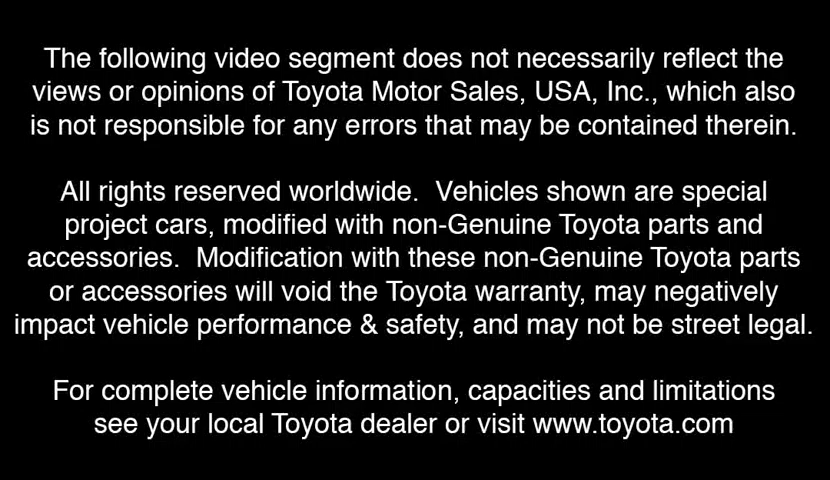 The following video segment does not necessarily reflect the
views or opinions of Toyota Motor Sales, USA, Inc., which also
is not responsible for any errors that may be contained therein.
All rights reserved worldwide.  Vehicles shown are special
project cars, modified with non-Genuine Toyota parts and
accessories.  Modification with these non-Genuine Toyota parts
or accessories will void the Toyota warranty, may negatively
impact vehicle performance & safety, and may not be street legal.
For complete vehicle information, capacities and limitations
see your local Toyota dealer or visit www.toyota.com